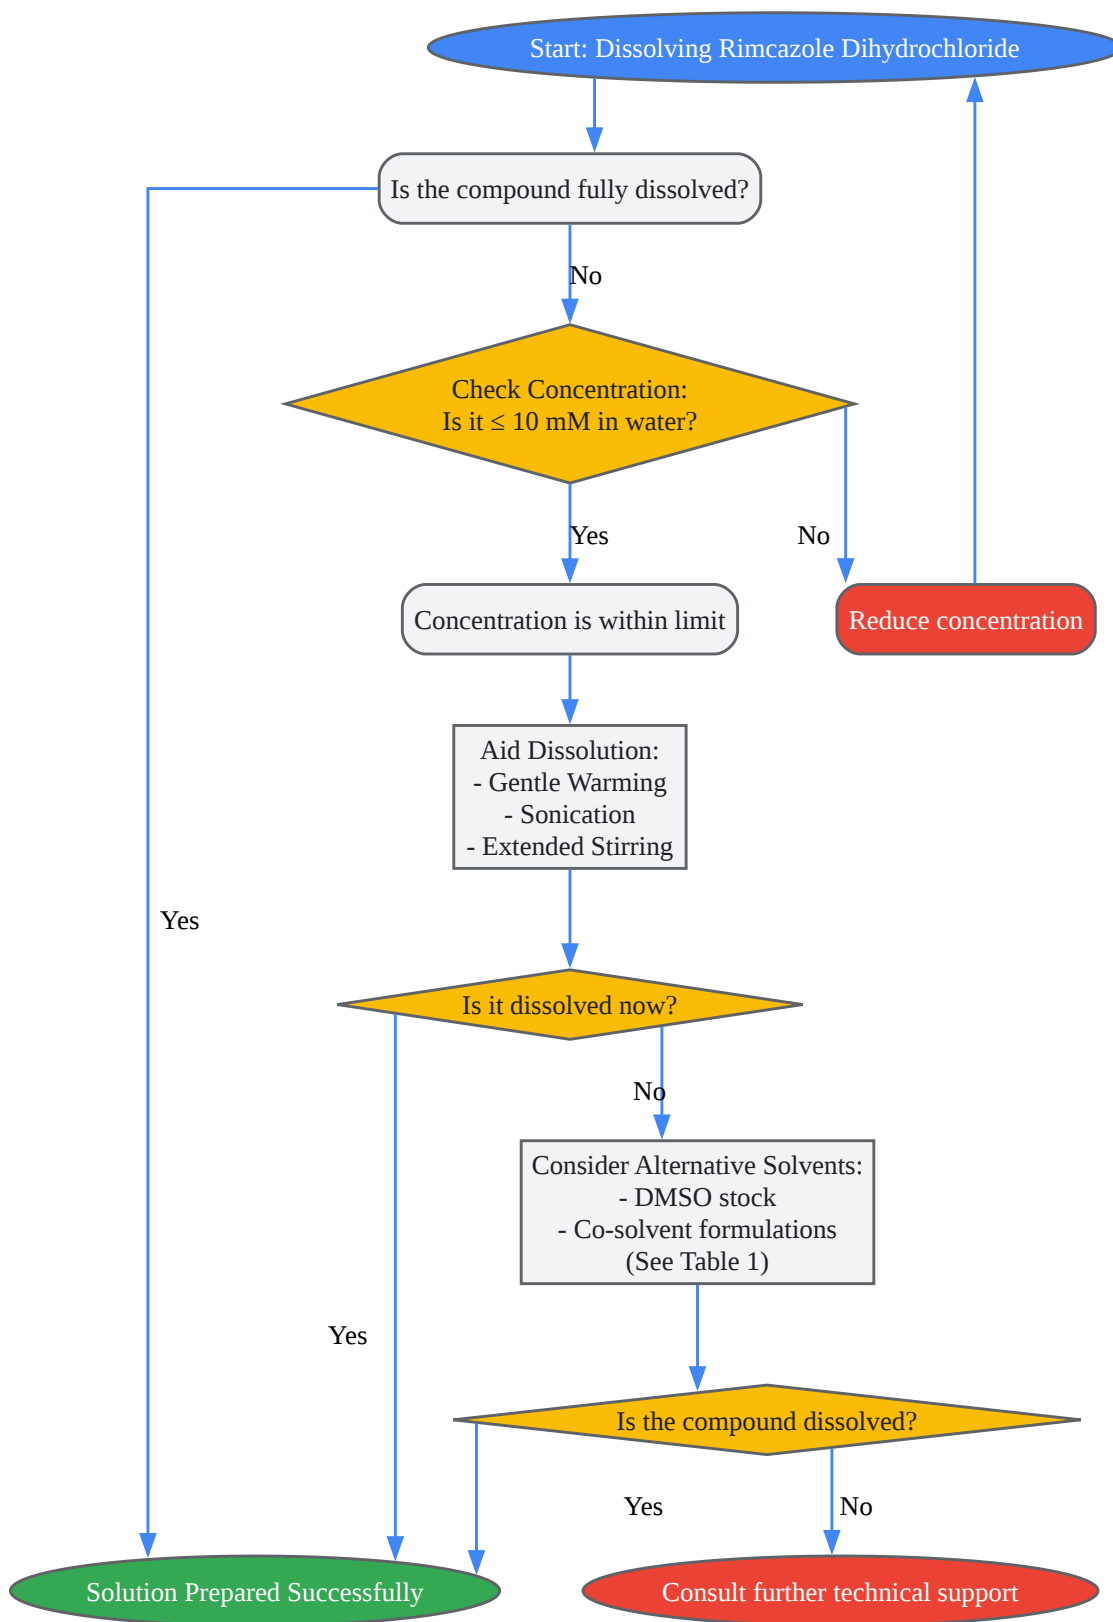 Start: Dissolving Rimcazole Dihydrochloride
Is the compound fully dissolved?
No
Check Concentration:
Is it ≤ 10 mM in water?
Yes
No
Concentration is within limit
Reduce concentration
Aid Dissolution:
- Gentle Warming
- Sonication
- Extended Stirring
Yes
Is it dissolved now?
No
Consider Alternative Solvents:
- DMSO stock
- Co-solvent formulations
(See Table 1)
Yes
Is the compound dissolved?
Yes
No
Solution Prepared Successfully
Consult further technical support